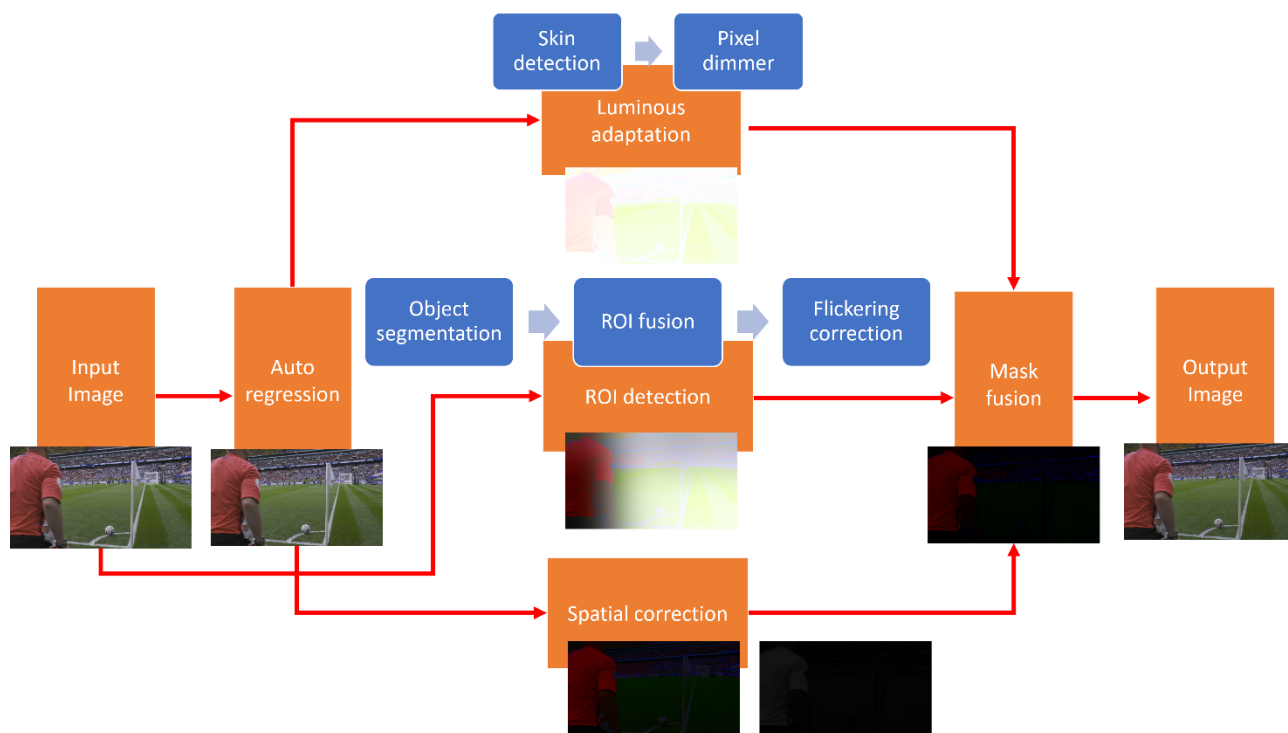 Skin
detection
Pixel
dimmer
Luminous
adaptation
Object
segmentation
ROI fusion
Flickering
correction
Input
Image
Auto
regression
ROI detection
Mask
fusion
Output
Image
Spatial correction